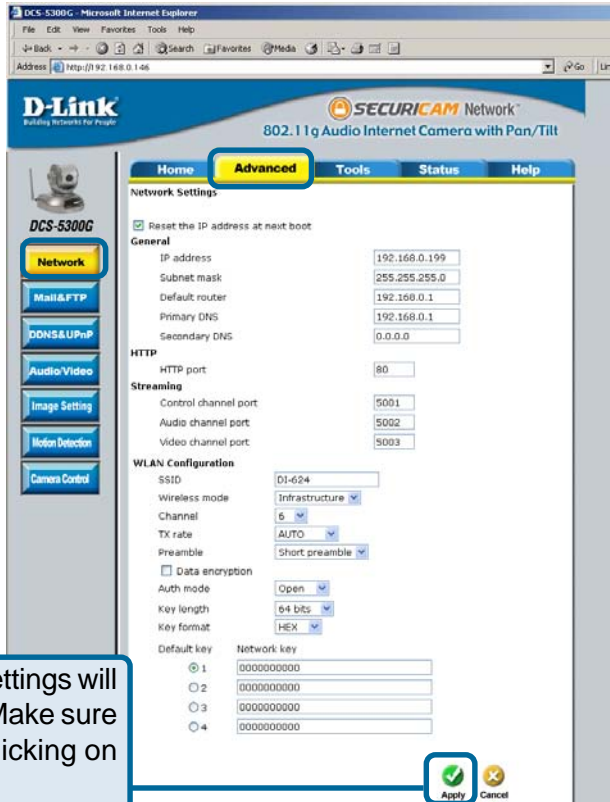 DCS-5300G - Microsoft Internet Explorer
File Edit View Favorites Tools Help
Back Search Favorites Media
Address http://192.168.0.146 Go
D-Link
Building Networks for People
SECURICAM Network™
802.11g Audio Internet Camera with Pan/Tilt
DCS-5300G
Network
Mail&FTP
DDNS&UPnP
Audio/Video
Image Setting
Motion Detection
Camera Control
Home Advanced Tools Status Help
Network Settings
Reset the IP address at next boot
General
IP address 192.168.0.199
Subnet mask 255.255.255.0
Default router 192.168.0.1
Primary DNS 192.168.0.1
Secondary DNS 0.0.0.0
HTTP
HTTP port 80
Streaming
Control channel port 5001
Audio channel port 5002
Video channel port 5003
WLAN Configuration
SSID DI-624
Wireless mode Infrastructure
Channel 6
TX rate AUTO
Preamble Short preamble
Data encryption
Auth mode Open
Key length 64 bits
Key format HEX
Default key Network key
1 0000000000
2 0000000000
3 0000000000
4 0000000000
ettings will
Make sure
licking on
Apply Cancel